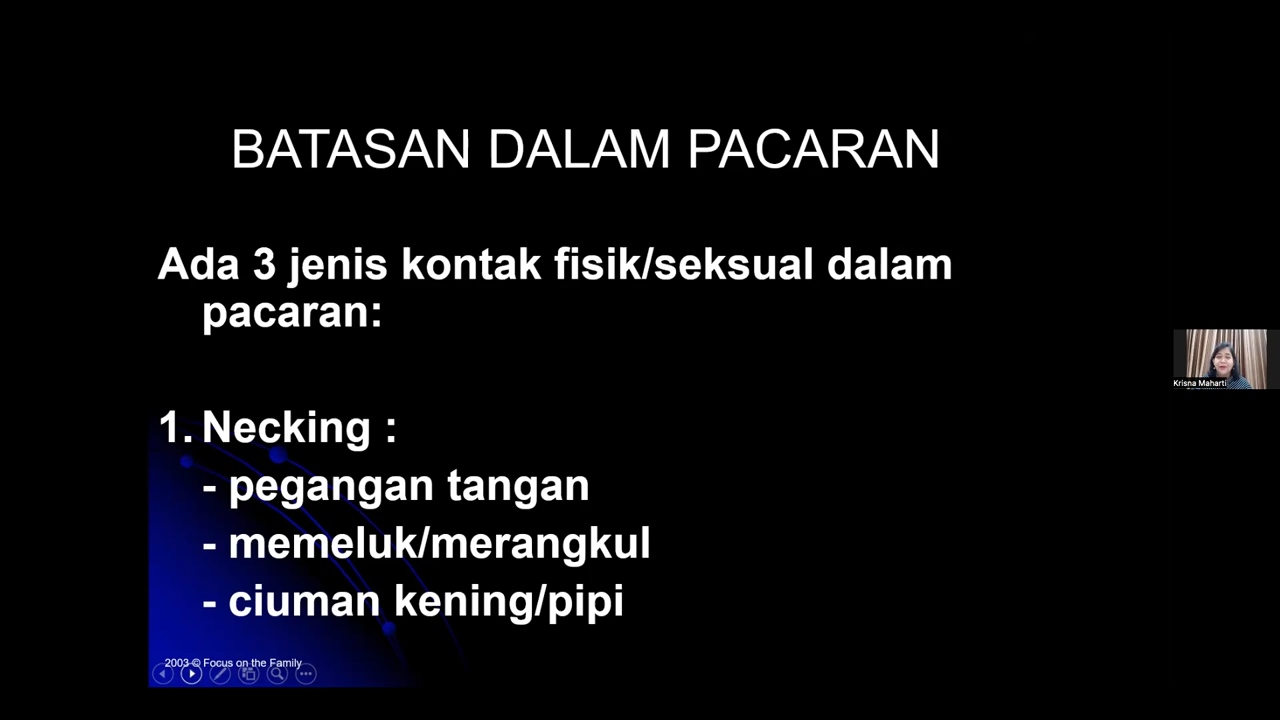 BATASAN DALAM PACARAN
Ada 3 jenis kontak fisik/seksual dalam
pacaran:
1. Necking :
- pegangan tangan
- memeluk/merangkul
- ciuman kening/pipi
2003 © Focus on the Family
Krisna Maharti